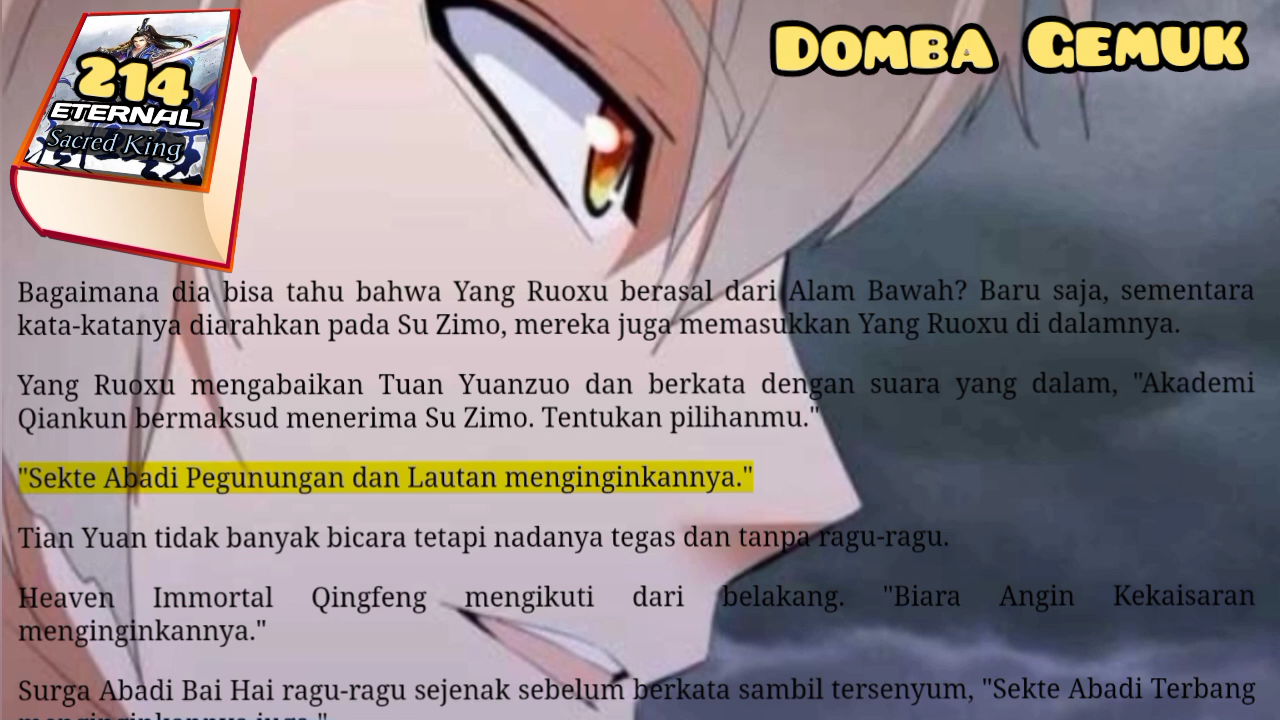 214
ETERNAL
Sacred King
DOMBA GEMUK
Bagaimana dia bisa tahu bahwa Yang Ruoxu berasal dari Alam Bawah? Baru saja, sementara
kata-katanya diarahkan pada Su Zimo, mereka juga memasukkan Yang Ruoxu di dalamnya.
Yang Ruoxu mengabaikan Tuan Yuanzuo dan berkata dengan suara yang dalam, "Akademi
Qiankun bermaksud menerima Su Zimo. Tentukan pilihanmu."
"Sekte Abadi Pegunungan dan Lautan menginginkannya."
Tian Yuan tidak banyak bicara tetapi nadanya tegas dan tanpa ragu-ragu.
Heaven Immortal Qingfeng mengikuti dari belakang. "Biara Angin Kekaisaran
menginginkannya."
Surga Abadi Bai Hai ragu-ragu sejenak sebelum berkata sambil tersenyum, "Sekte Abadi Terbang